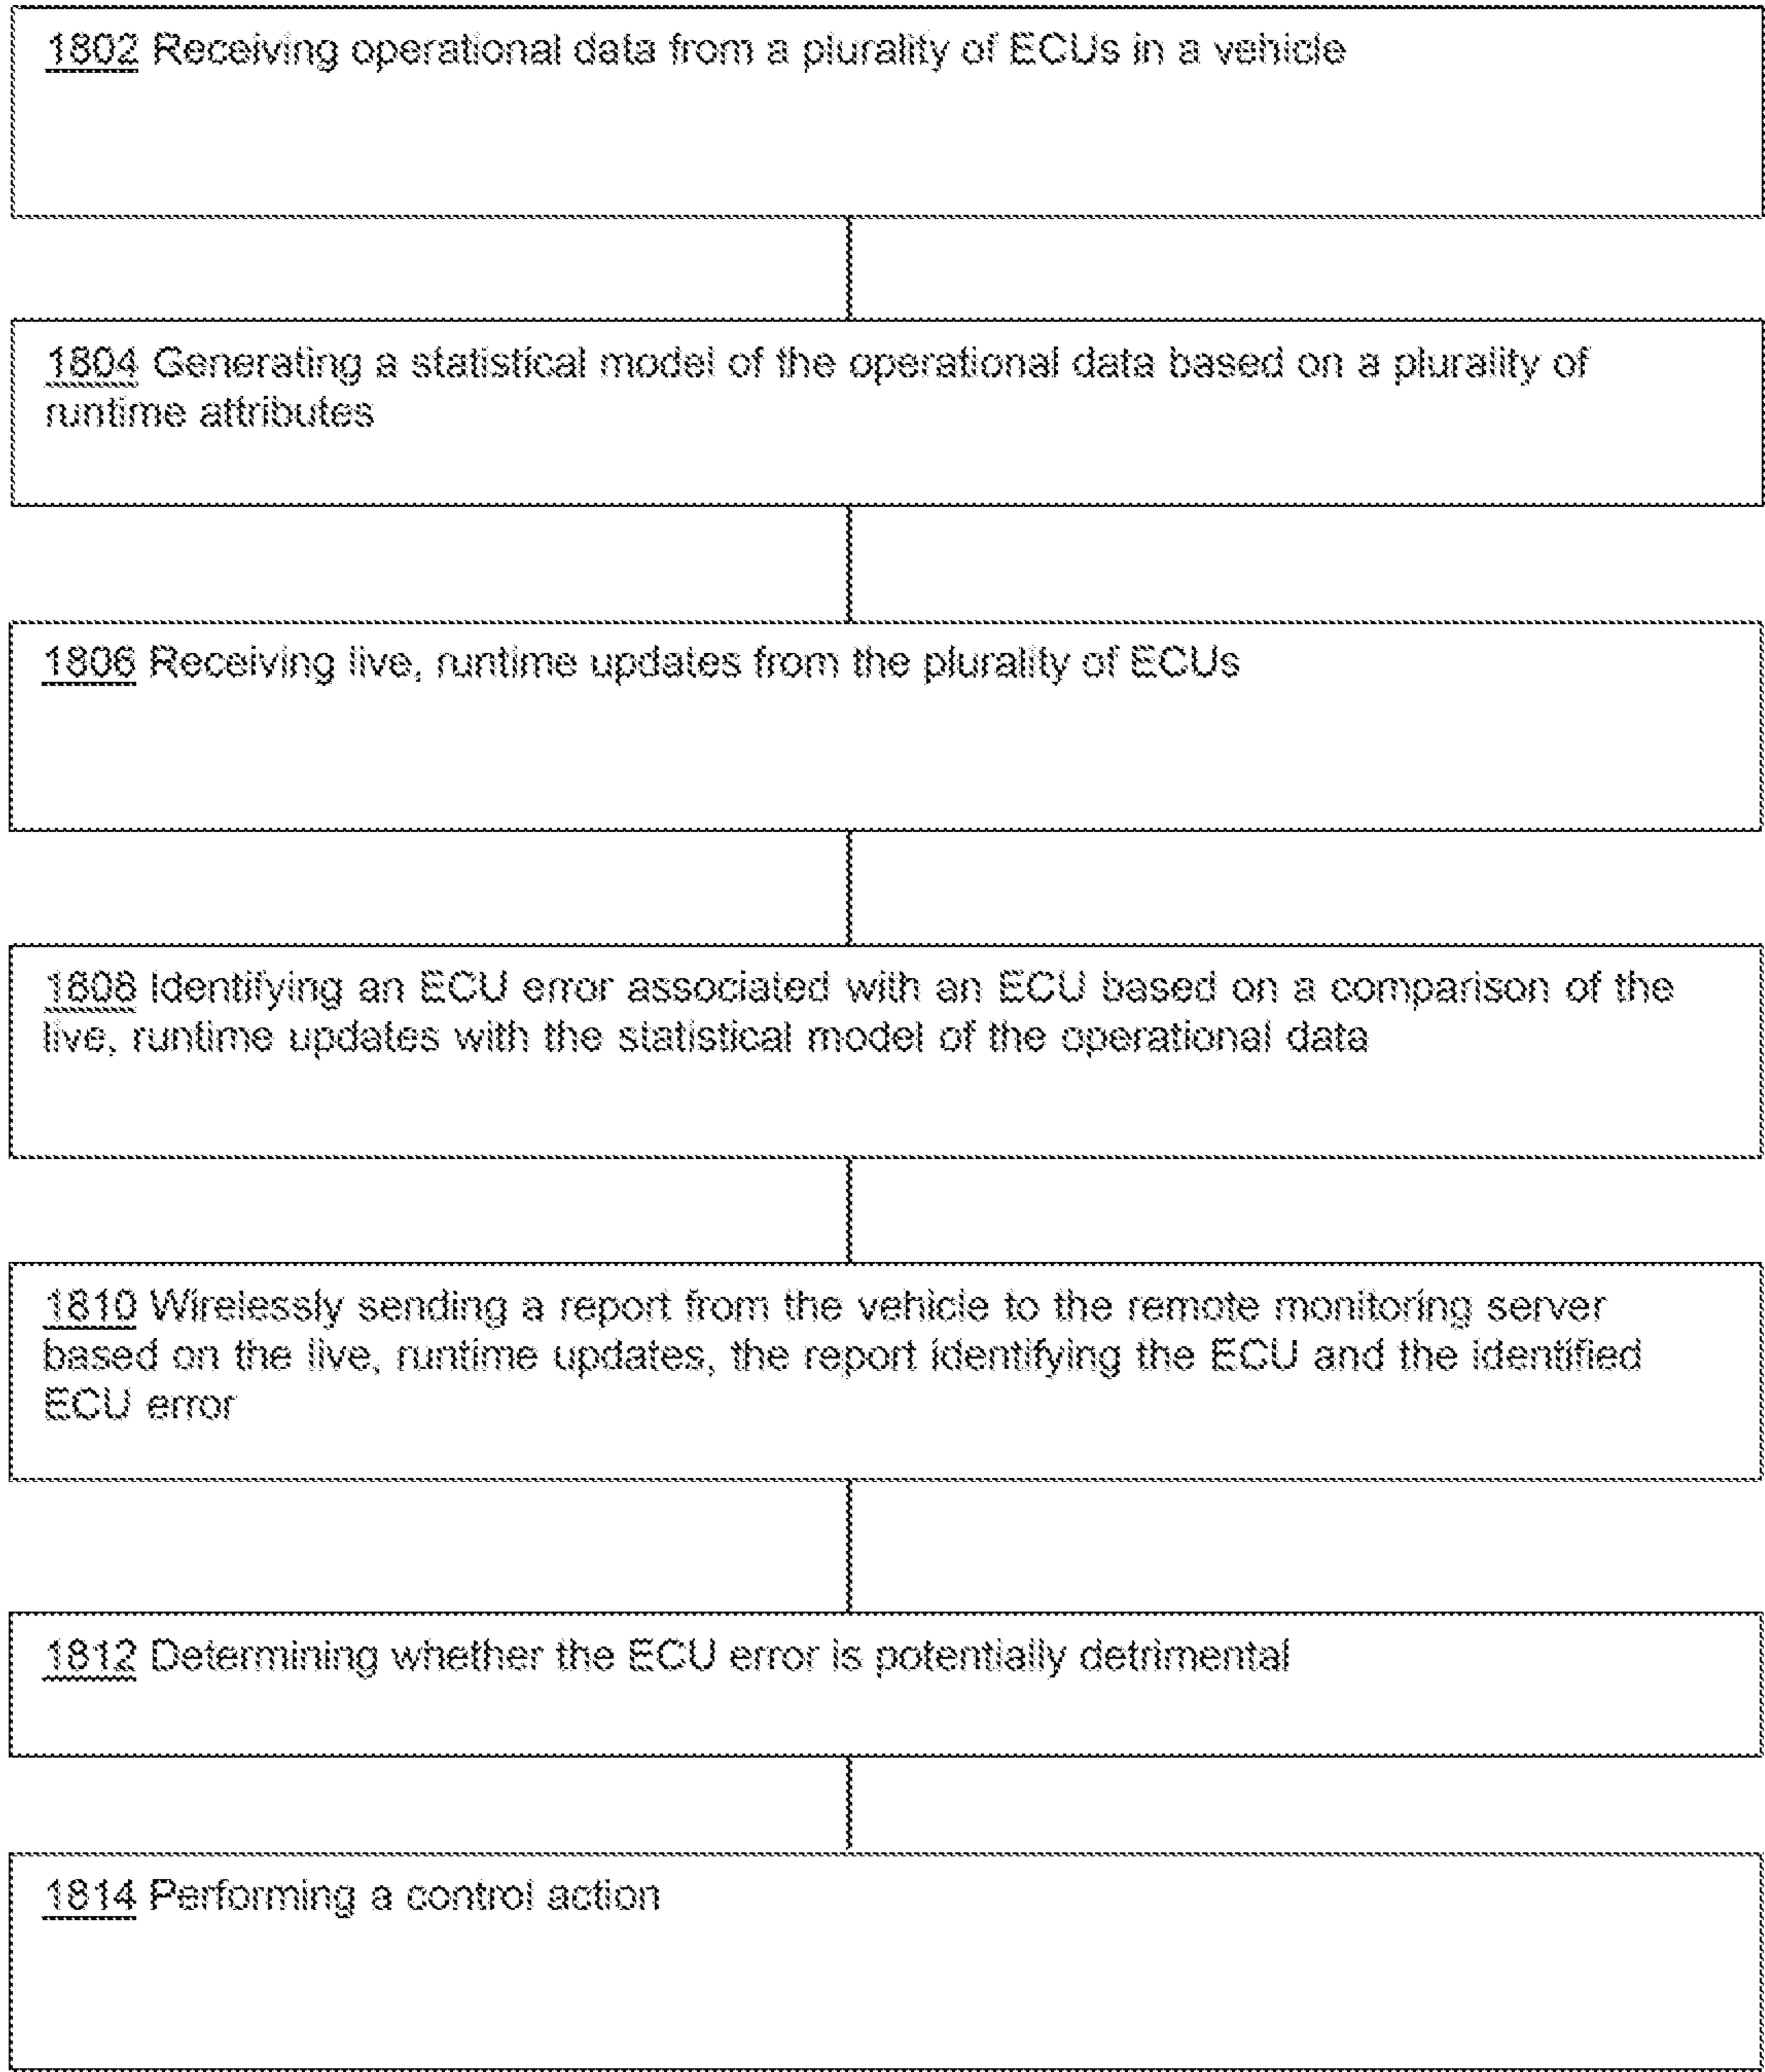 1802 Receiving operational data from a plurality of ECUs in a vehicle
1804 Generating a statistical model of the operational data based on a plurality of
runtime attributes
1806 Receiving live, runtime updates from the plurality of ECUs
1808 Identifying an ECU error associated with an ECU based on a comparison of the
live, runtime updates with the statistical model of the operational data
1810 Wirelessly sending a report from the vehicle to the remote monitoring server
based on the live, runtime updates, the report identifying the ECU and the identified
ECU error
1812 Determining whether the ECU error is potentially detrimental
1814 Performing a control action